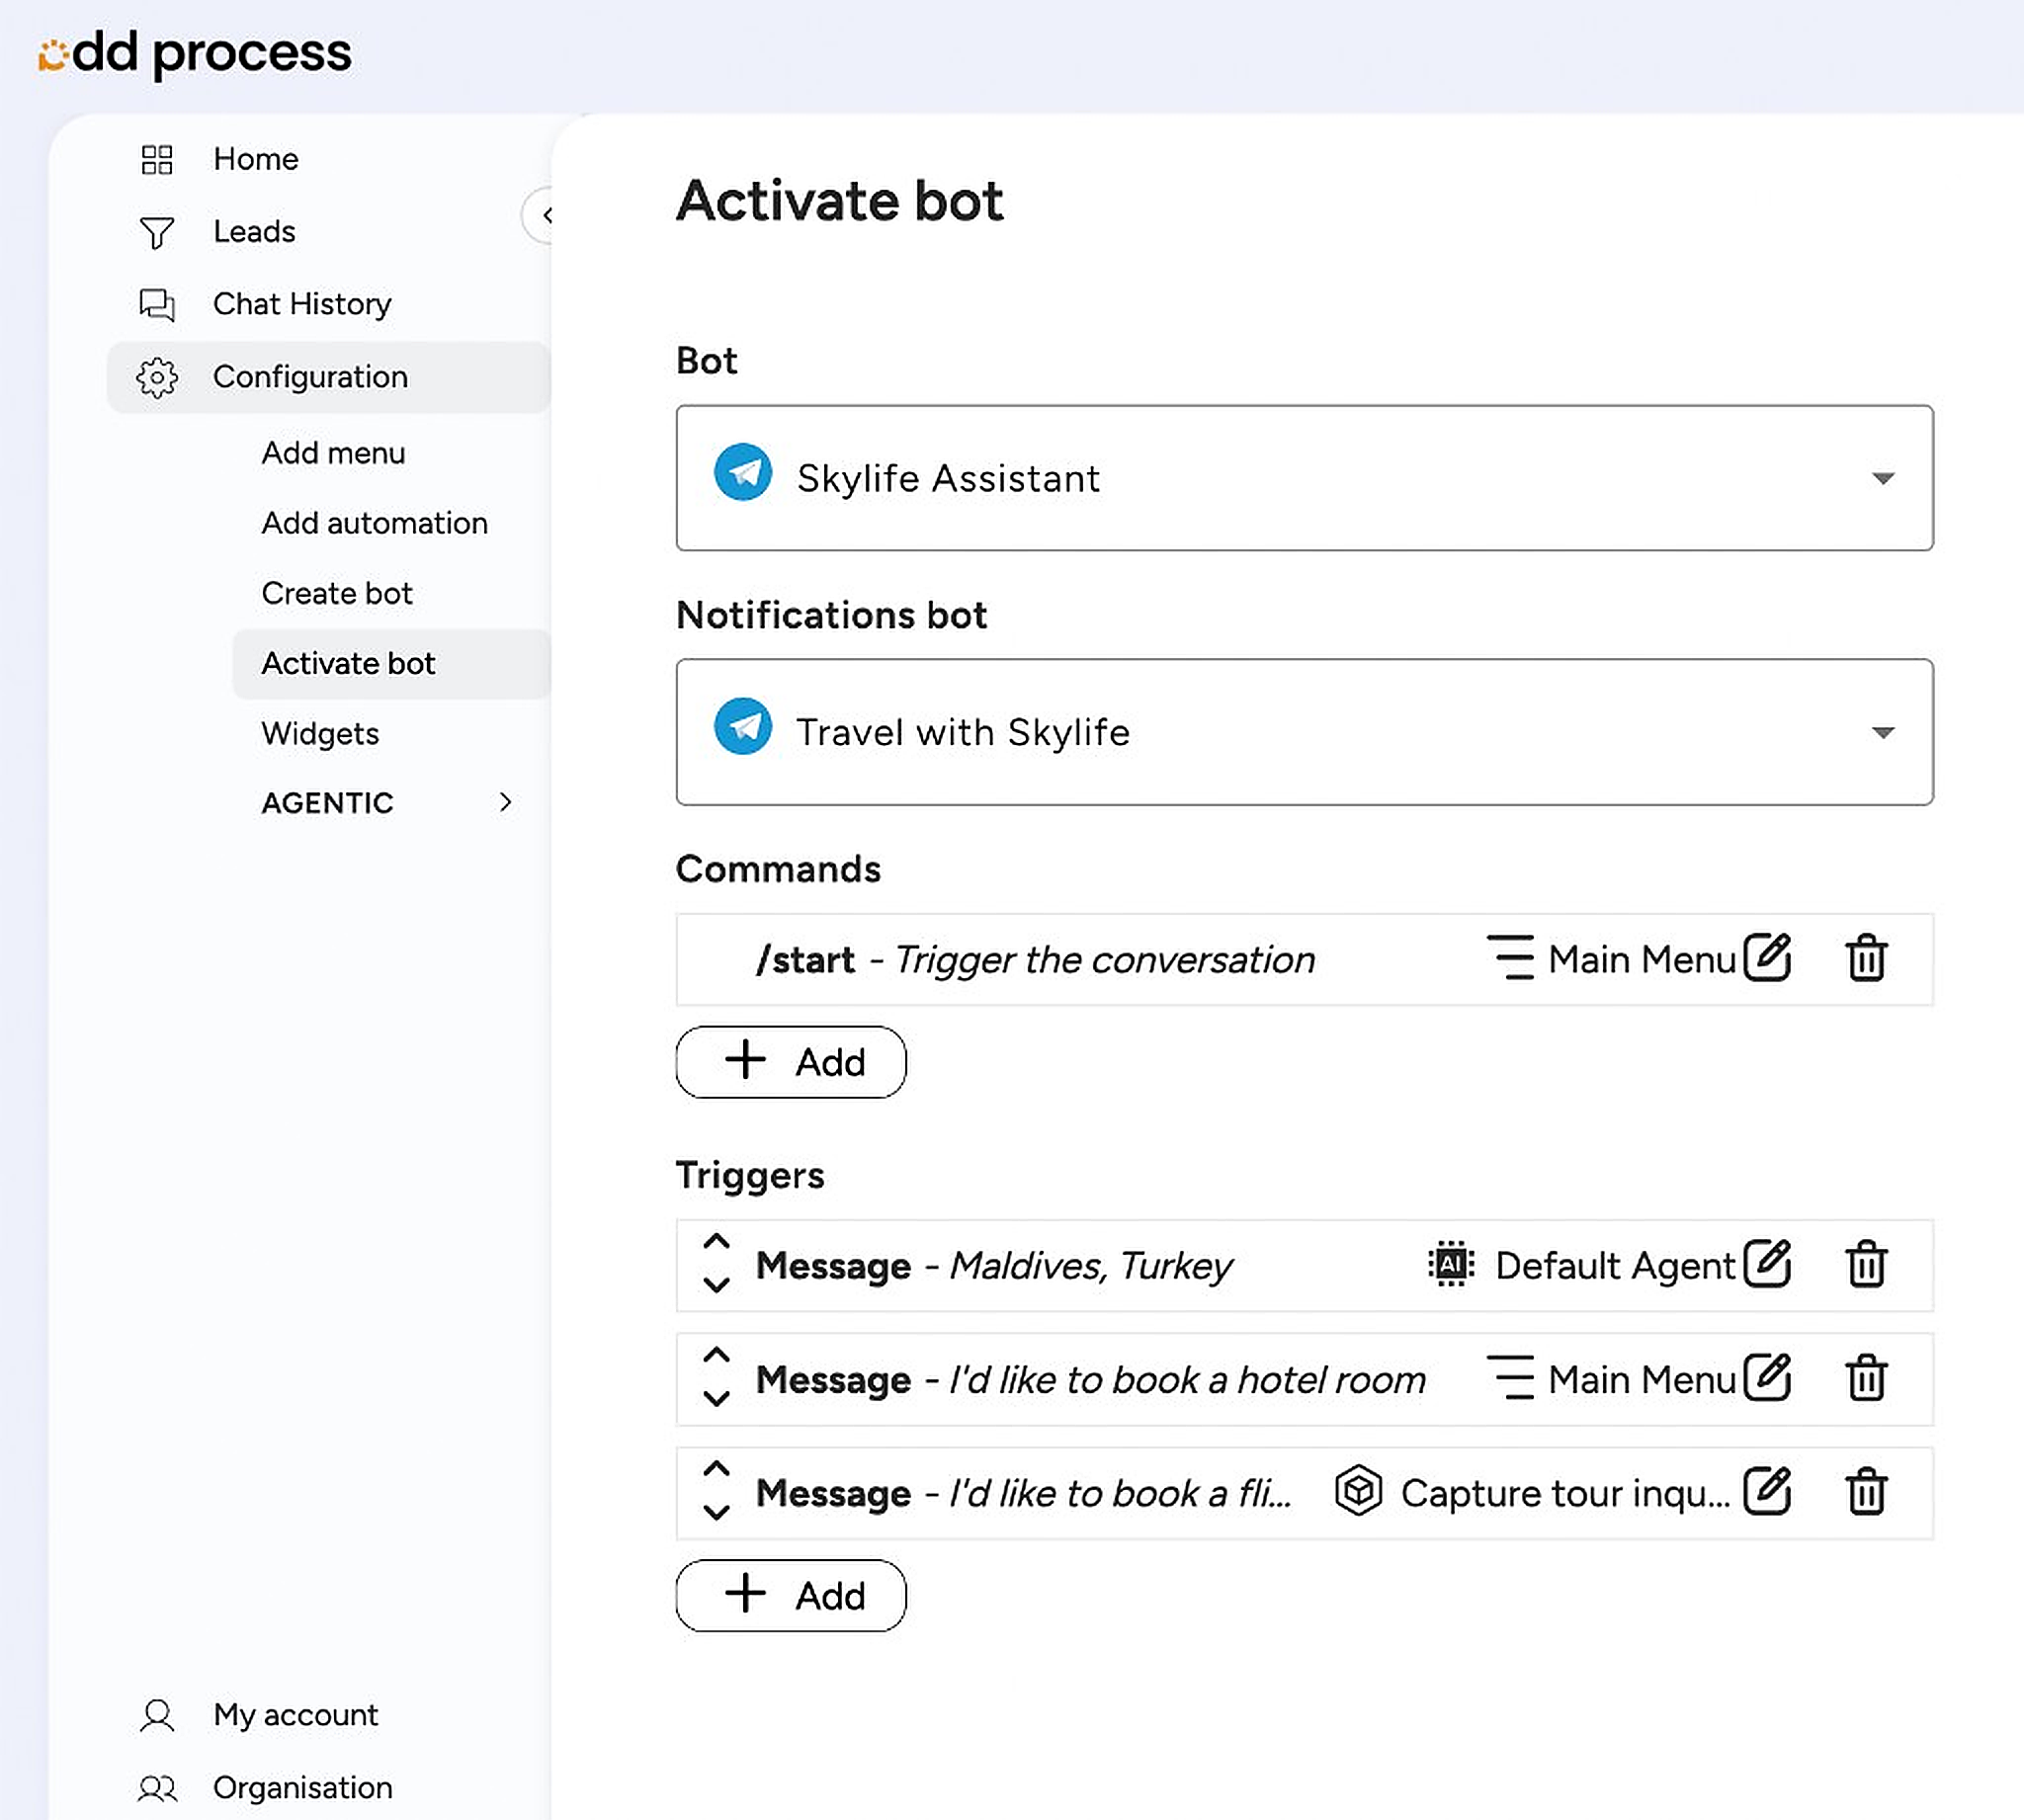 odd process
Home
Leads
Chat History
Configuration
Add menu
Add automation
Create bot
Activate bot
Widgets
AGENTIC
My account
Organisation
Activate bot
Bot
Skylife Assistant
Notifications bot
Travel with Skylife
Commands
/start - Trigger the conversation Main Menu
Add
Triggers
Message - Maldives, Turkey AI Default Agent
Message - I'd like to book a hotel room Main Menu
Message - I'd like to book a fli... Capture tour inqu...
Add